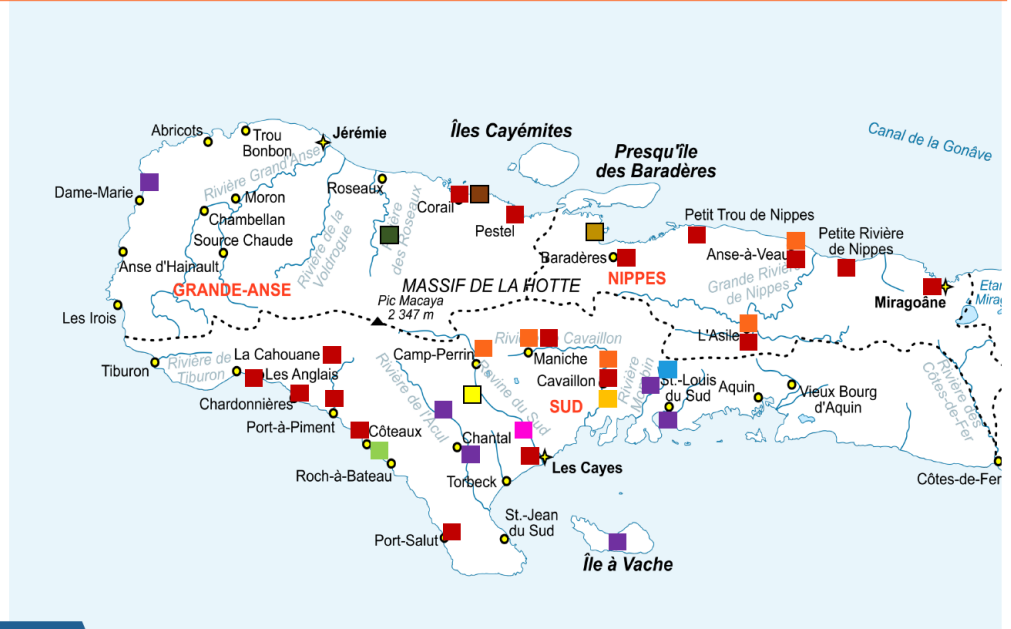 Îles Cayémites
Canal de la Gonâve
Presqu'île
des Baradères
Abricots
Trou
Bonbon
Jérémie
Rivière Grand'Anse
Dame-Marie
Moron
Roseaux
Corail
Pestel
Chambellan
Source Chaude
Rivière de la
Voldrogue
des Roseaux
Anse d'Hainault
GRANDE-ANSE
Les Irois
Petit Trou de Nippes
Petite Rivière
de Nippes
Anse-à-Veau
Baradères
NIPPES
Grande Rivière
de Nippes
Miragoâne
MASSIF DE LA HOTTE
Pic Macaya
2 347 m
L'Asile
Tiburon
Rivière de
Tiburon
La Cahouane
Les Anglais
Chardonnières
Port-à-Piment
Côteaux
Roch-à-Bateau
Camp-Perrin
Rivière de l'Acul
Ravine du Sud
Cavaillon
Maniche
Cavaillon
SUD
Rivière
St.-Louis
du Sud
Aquin
Vieux Bourg
d'Aquin
Rivière des
Côtes-de-Fer
Côtes-de-Fer
Chantal
Les Cayes
Torbeck
Port-Salut
St.-Jean
du Sud
Île à Vache